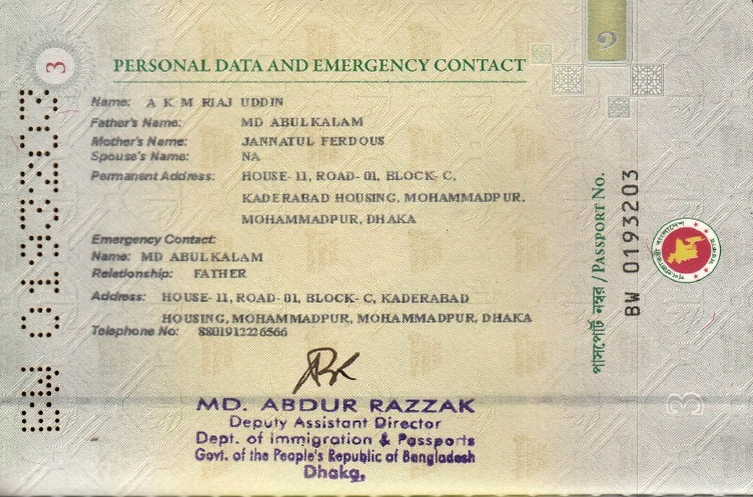 3
PERSONAL DATA AND EMERGENCY CONTACT
Name: A K M RIAJ UDDIN
Father's Name: MD ABULKALAM
Mother's Name: JANNATUL FERDOUS
Spouse's Name: NA
Permanent Address: HOUSE- 11, ROAD- 01, BLOCK- C,
KADERABAD HOUSING, MOHAMMADPUR,
MOHAMMADPUR, DHAKA
Emergency Contact:
Name: MD ABULKALAM
Relationship: FATHER
Address: HOUSE- 11, ROAD- 01, BLOCK- C, KADERABAD
HOUSING, MOHAMMADPUR, MOHAMMADPUR, DHAKA
Telephone No: 8801912226566
MD. ABDUR RAZZAK
Deputy Assistant Director
Dept. of Immigration & Passports
Govt. of the People's Republic of Bangladesh
Dhaka.
পাসপোর্ট নম্বর / PASSPORT NO.
BW 0193203
BW 0193203
3